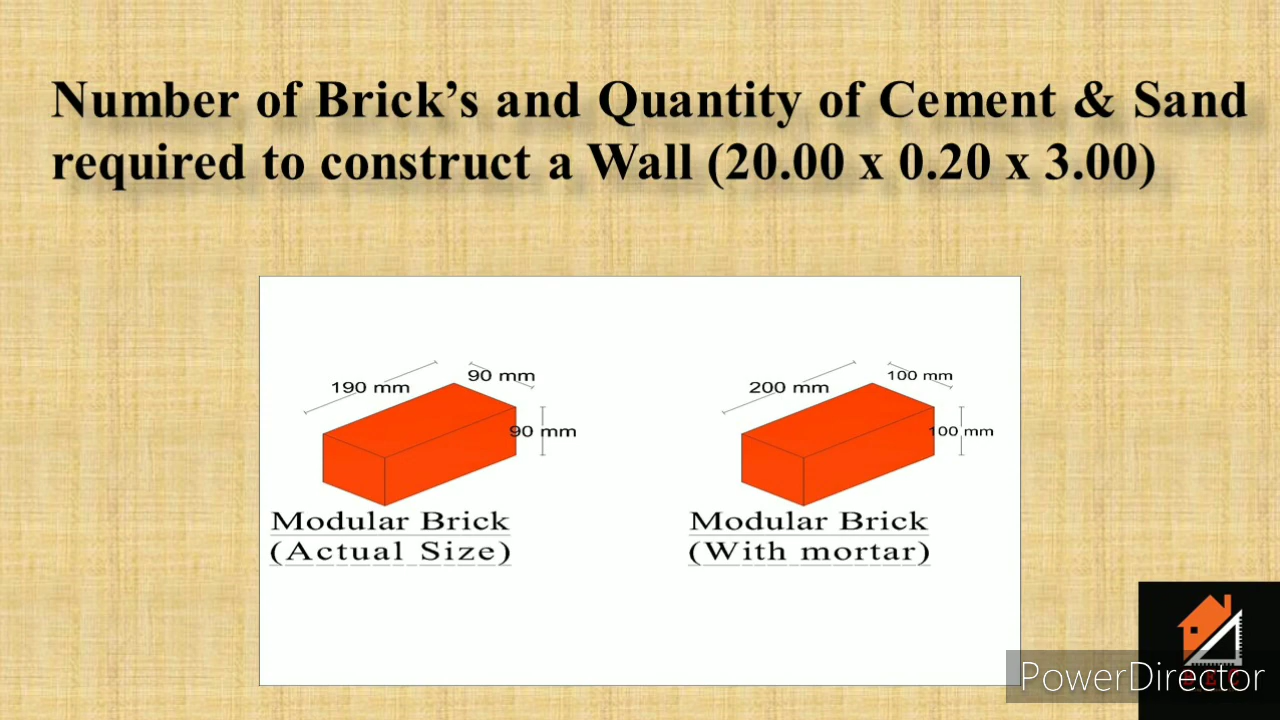 Number of Brick’s and Quantity of Cement & Sand
required to construct a Wall (20.00 x 0.20 x 3.00)
190 mm
90 mm
90 mm
Modular Brick
(Actual Size)
200 mm
100 mm
100 mm
Modular Brick
(With mortar)
PowerDirector